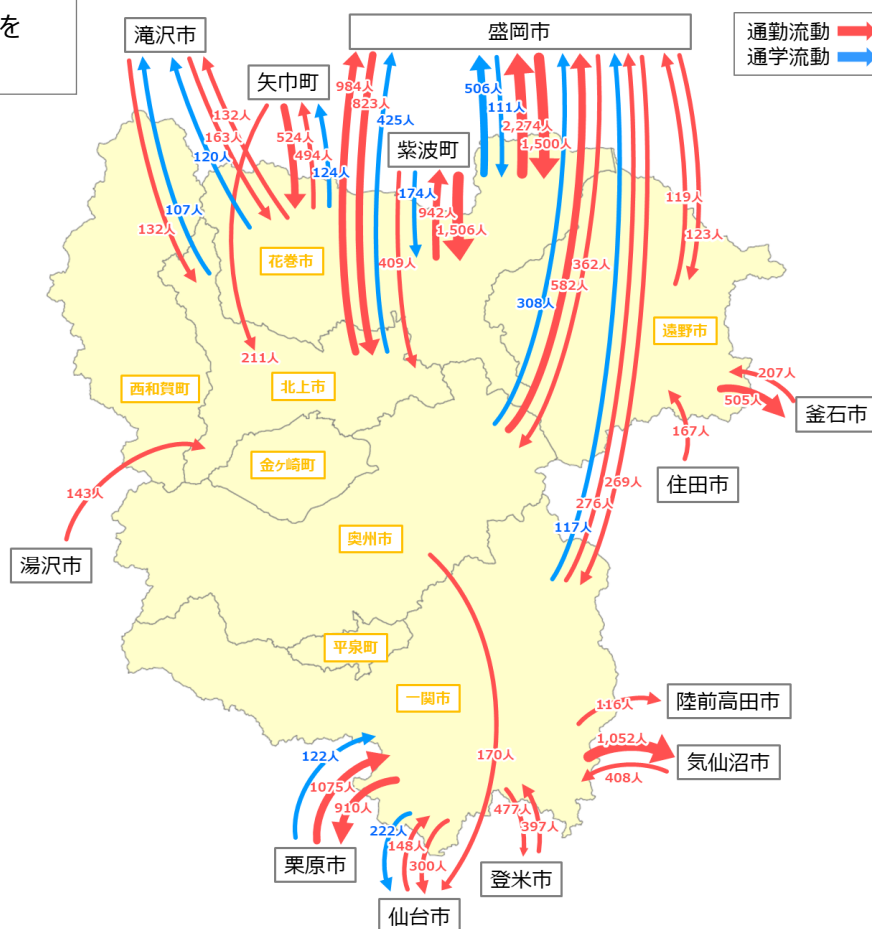 を
滝沢市
盛岡市
通勤流動
通学流動
矢巾町
紫波町
984人
823人
425人
506人
111人
2,274人
1,500人
132人
163人
120人
524人
494人
124人
174人
942人
1,506人
119人
123人
107人
132人
409人
362人
582人
308人
花巻市
遠野市
211人
西和賀町
北上市
207人
505人
釜石市
167人
住田市
金ヶ崎町
143人
湯沢市
269人
276人
117人
奥州市
平泉町
一関市
116人
陸前高田市
1,052人
気仙沼市
408人
170人
122人
1075人
910人
栗原市
222人
148人
300人
仙台市
477人
397人
登米市